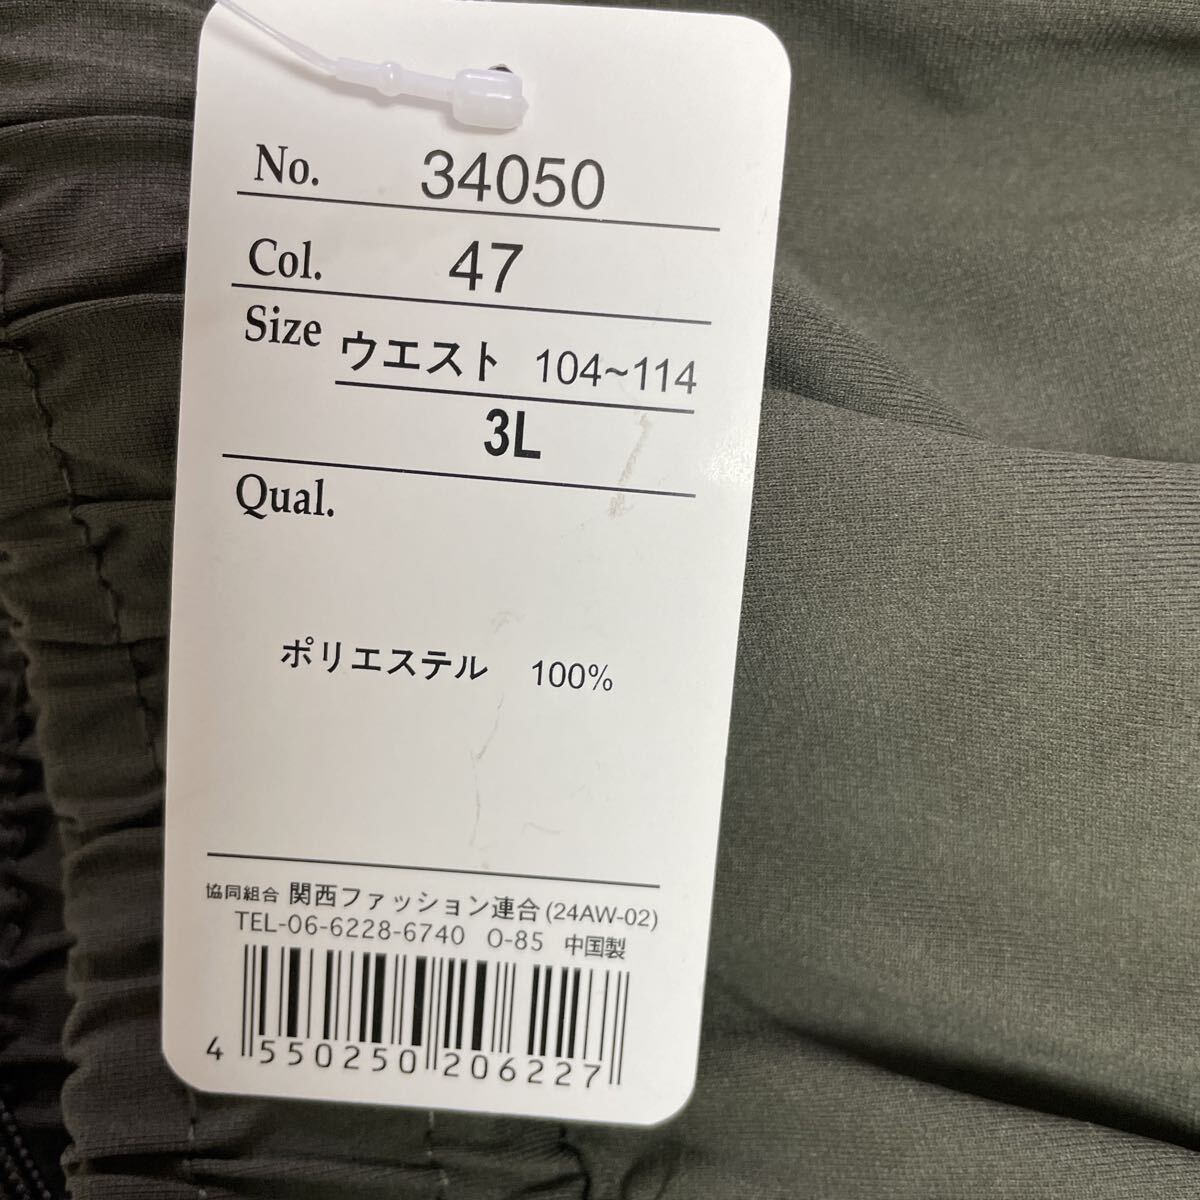 No. 34050
Col. 47
Size ウエスト 104~114
3L
Qual.
ポリエステル 100%
協同組合 関西ファッション連合(24AW-02)
TEL-06-6228-6740 O-85 中国製
4 550250 206227